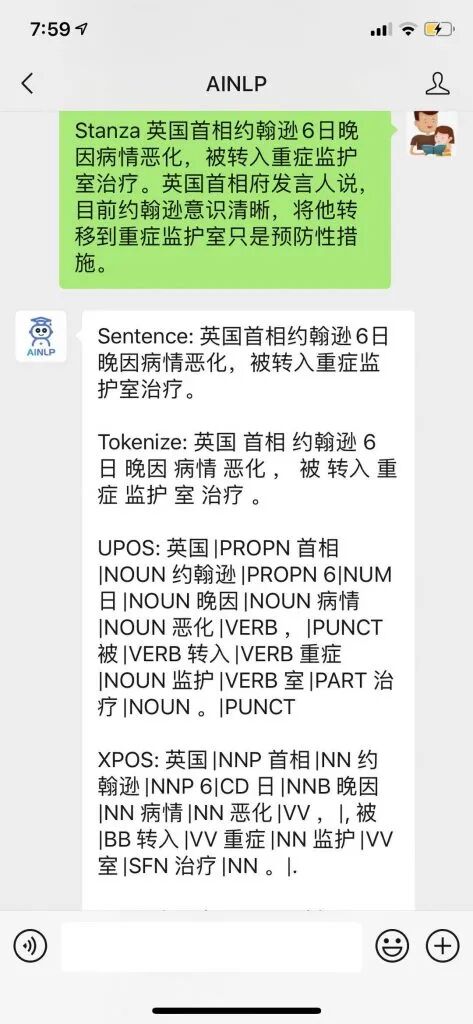 7:59
AINLP
Stanza 英国首相约翰逊6日晚
因病情恶化，被转入重症监护
室治疗。英国首相府发言人说，
目前约翰逊意识清晰，将他转
移到重症监护室只是预防性措
施。
AINLP
Sentence: 英国首相约翰逊6日
晚因病情恶化，被转入重症监
护室治疗。
Tokenize: 英国 首相 约翰逊 6
日 晚因 病情 恶化 ， 被 转入 重
症 监护 室 治疗 。
UPOS: 英国|PROPN 首相
|NOUN 约翰逊|PROPN 6|NUM
日|NOUN 晚因|NOUN 病情
|NOUN 恶化|VERB ，|PUNCT
被|VERB 转入|VERB 重症
|NOUN 监护|VERB 室|PART 治
疗|NOUN 。|PUNCT
XPOS: 英国|NNP 首相|NN 约
翰逊|NNP 6|CD 日|NNB 晚因
|NN 病情|NN 恶化|VV ，|, 被
|BB 转入|VV 重症|NN 监护|VV
室|SFN 治疗|NN 。|.